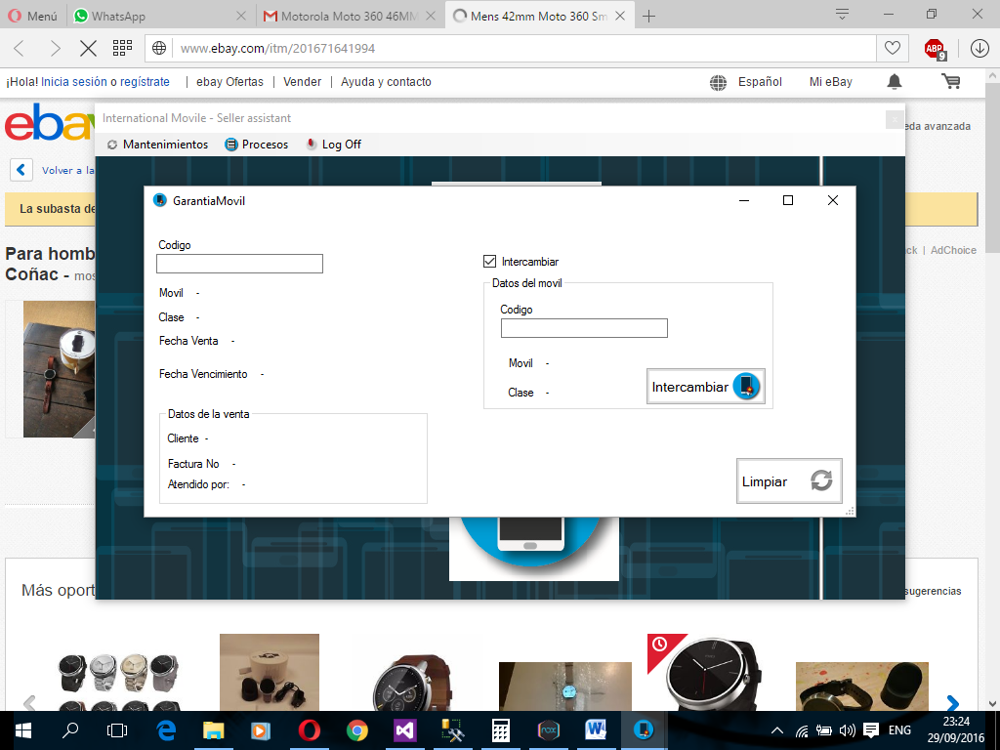 Menú
WhatsApp
Motorola Moto 360 46MM
Mens 42mm Moto 360 Sm
www.ebay.com/itm/201671641994
ABP
9
¡Hola! Inicia sesión o regístrate | ebay Ofertas | Vender | Ayuda y contacto
Español
Mi eBay
eba
eda avanzada
International Movile - Seller assistant
Mantenimientos
Procesos
Log Off
Volver a la
La subasta de
GarantiaMovil
Para homb
Coñac - mos
ck | AdChoice
Codigo
Movil -
Clase -
Fecha Venta -
Fecha Vencimiento -
Datos de la venta
Cliente -
Factura No -
Atendido por: -
Intercambiar
Datos del movil
Codigo
Movil -
Clase -
Intercambiar
Limpiar
Más oport
sugerencias
nox
ENG
23:24
29/09/2016